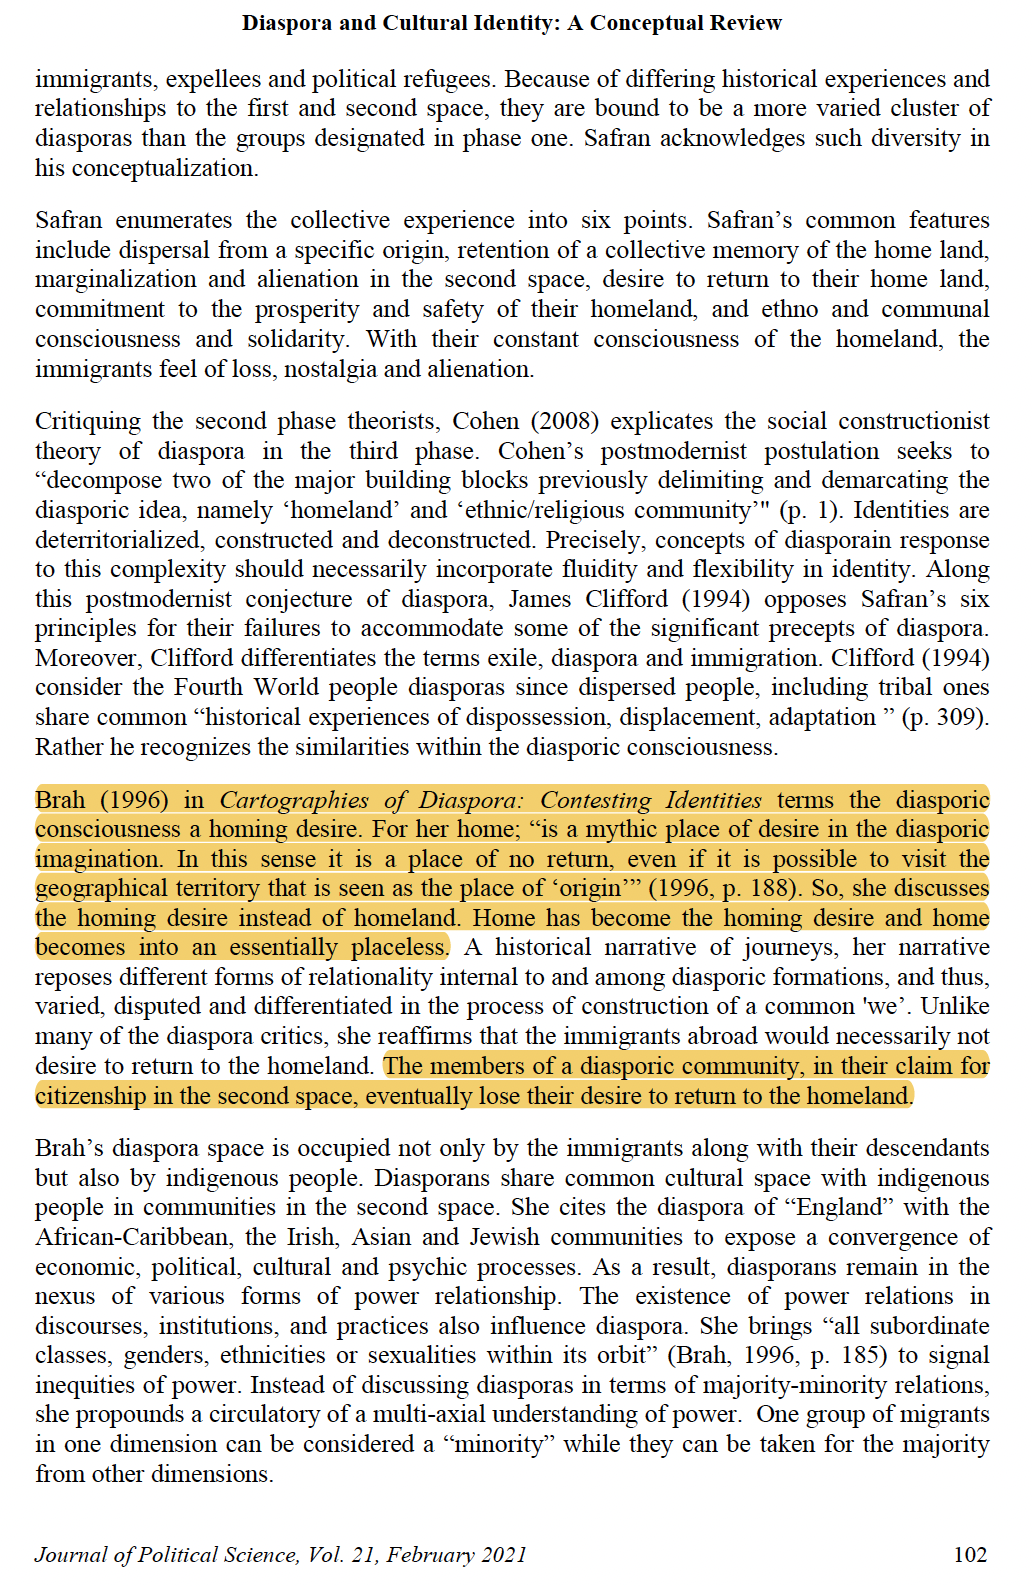 Diaspora and Cultural Identity: A Conceptual Review
immigrants, expellees and political refugees. Because of differing historical experiences and
relationships to the first and second space, they are bound to be a more varied cluster of
diasporas than the groups designated in phase one. Safran acknowledges such diversity in
his conceptualization.
Safran enumerates the collective experience into six points. Safran’s common features
include dispersal from a specific origin, retention of a collective memory of the home land,
marginalization and alienation in the second space, desire to return to their home land,
commitment to the prosperity and safety of their homeland, and ethno and communal
consciousness and solidarity. With their constant consciousness of the homeland, the
immigrants feel of loss, nostalgia and alienation.
Critiquing the second phase theorists, Cohen (2008) explicates the social constructionist
theory of diaspora in the third phase. Cohen’s postmodernist postulation seeks to
“decompose two of the major building blocks previously delimiting and demarcating the
diasporic idea, namely ‘homeland’ and ‘ethnic/religious community’" (p. 1). Identities are
deterritorialized, constructed and deconstructed. Precisely, concepts of diasporain response
to this complexity should necessarily incorporate fluidity and flexibility in identity. Along
this postmodernist conjecture of diaspora, James Clifford (1994) opposes Safran’s six
principles for their failures to accommodate some of the significant precepts of diaspora.
Moreover, Clifford differentiates the terms exile, diaspora and immigration. Clifford (1994)
consider the Fourth World people diasporas since dispersed people, including tribal ones
share common “historical experiences of dispossession, displacement, adaptation ” (p. 309).
Rather he recognizes the similarities within the diasporic consciousness.
Brah (1996) in Cartographies of Diaspora: Contesting Identities terms the diasporic
consciousness a homing desire. For her home; “is a mythic place of desire in the diasporic
imagination. In this sense it is a place of no return, even if it is possible to visit the
geographical territory that is seen as the place of ‘origin’” (1996, p. 188). So, she discusses
the homing desire instead of homeland. Home has become the homing desire and home
becomes into an essentially placeless. A historical narrative of journeys, her narrative
reposes different forms of relationality internal to and among diasporic formations, and thus,
varied, disputed and differentiated in the process of construction of a common 'we’. Unlike
many of the diaspora critics, she reaffirms that the immigrants abroad would necessarily not
desire to return to the homeland. The members of a diasporic community, in their claim for
citizenship in the second space, eventually lose their desire to return to the homeland.
Brah’s diaspora space is occupied not only by the immigrants along with their descendants
but also by indigenous people. Diasporans share common cultural space with indigenous
people in communities in the second space. She cites the diaspora of “England” with the
African-Caribbean, the Irish, Asian and Jewish communities to expose a convergence of
economic, political, cultural and psychic processes. As a result, diasporans remain in the
nexus of various forms of power relationship. The existence of power relations in
discourses, institutions, and practices also influence diaspora. She brings “all subordinate
classes, genders, ethnicities or sexualities within its orbit” (Brah, 1996, p. 185) to signal
inequities of power. Instead of discussing diasporas in terms of majority-minority relations,
she propounds a circulatory of a multi-axial understanding of power.  One group of migrants
in one dimension can be considered a “minority” while they can be taken for the majority
from other dimensions.
Journal of Political Science, Vol. 21, February 2021 102